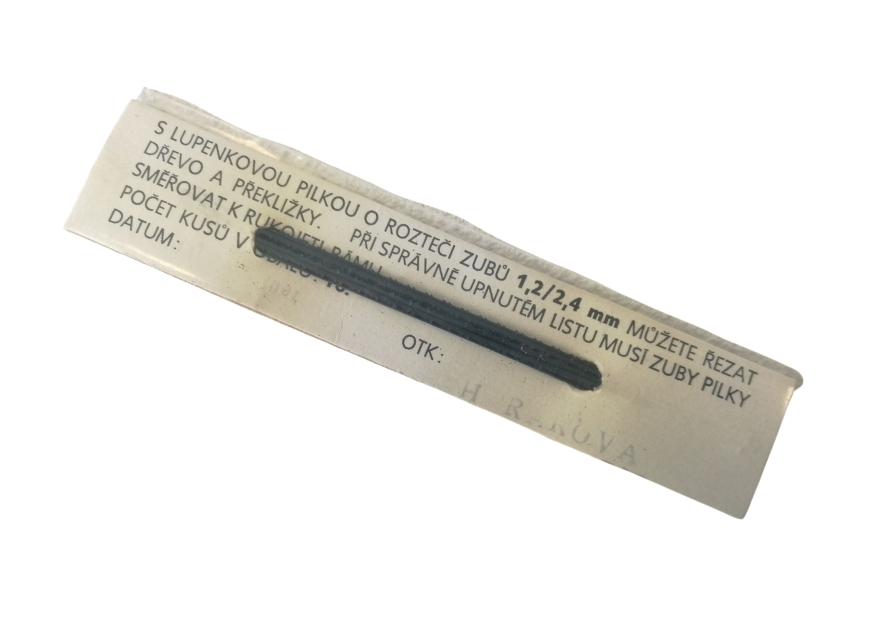 S LUPENKOVOU PILKOU O ROZTEČI ZUBŮ 1,2/2,4 mm MŮŽETE ŘEZAT
DŘEVO A PŘEKLIŽKY. PŘI SPRÁVNĚ UPNUTÉM LISTU MUSÍ ZUBY PILKY
SMĚŘOVAT K RUKOJETI RÁMU.
POČET KUSŮ V
DATUM:
OTK:
H